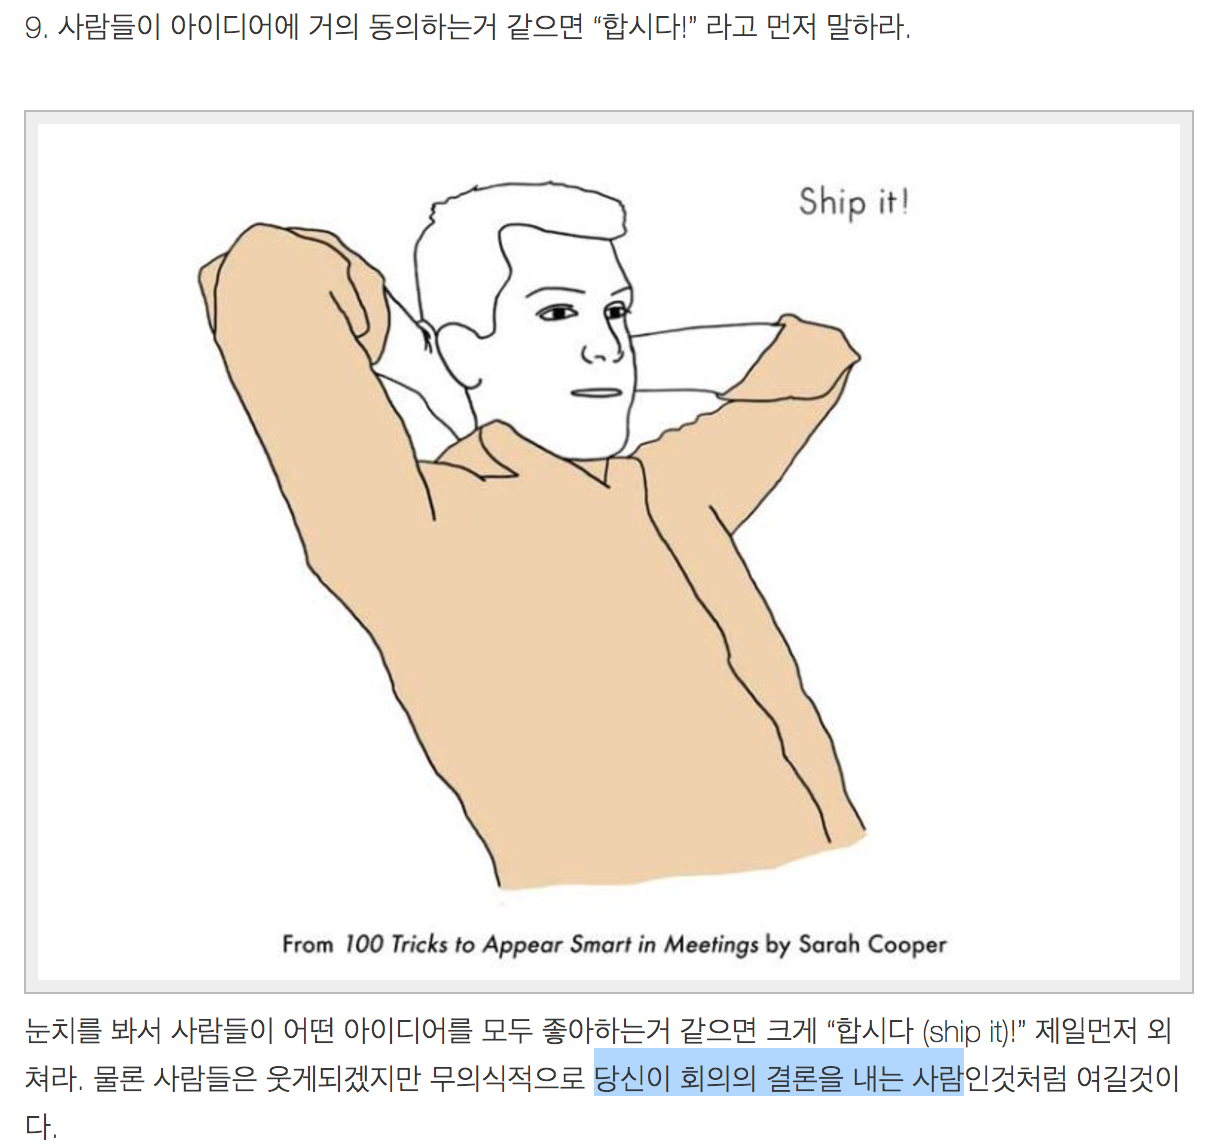 9. 사람들이 아이디어에 거의 동의하는거 같으면 “합시다!” 라고 먼저 말하라.
Ship it!
From 100 Tricks to Appear Smart in Meetings by Sarah Cooper
눈치를 봐서 사람들이 어떤 아이디어를 모두 좋아하는거 같으면 크게 “합시다 (ship it)!” 제일먼저 외
쳐라. 물론 사람들은 웃게되겠지만 무의식적으로 당신이 회의의 결론을 내는 사람인것처럼 여길것이
다.